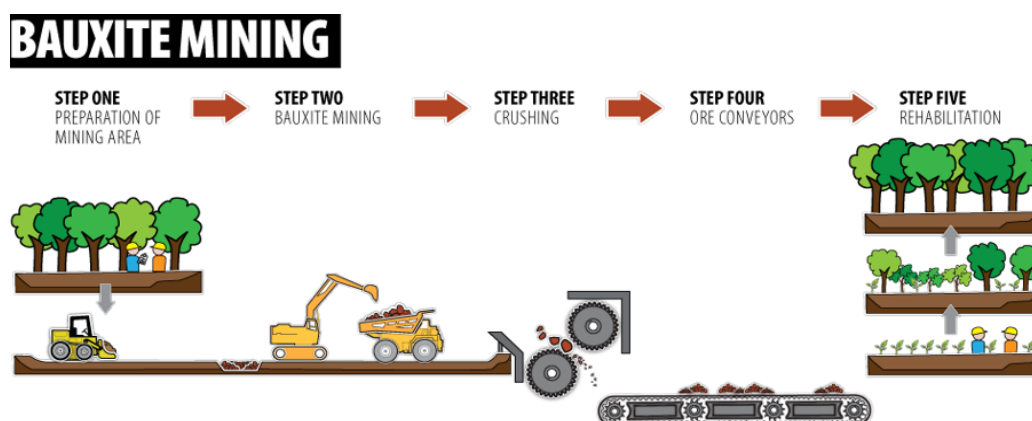 BAUXITE MINING
STEP ONE
PREPARATION OF
MINING AREA
STEP TWO
BAUXITE MINING
STEP THREE
CRUSHING
STEP FOUR
ORE CONVEYORS
STEP FIVE
REHABILITATION